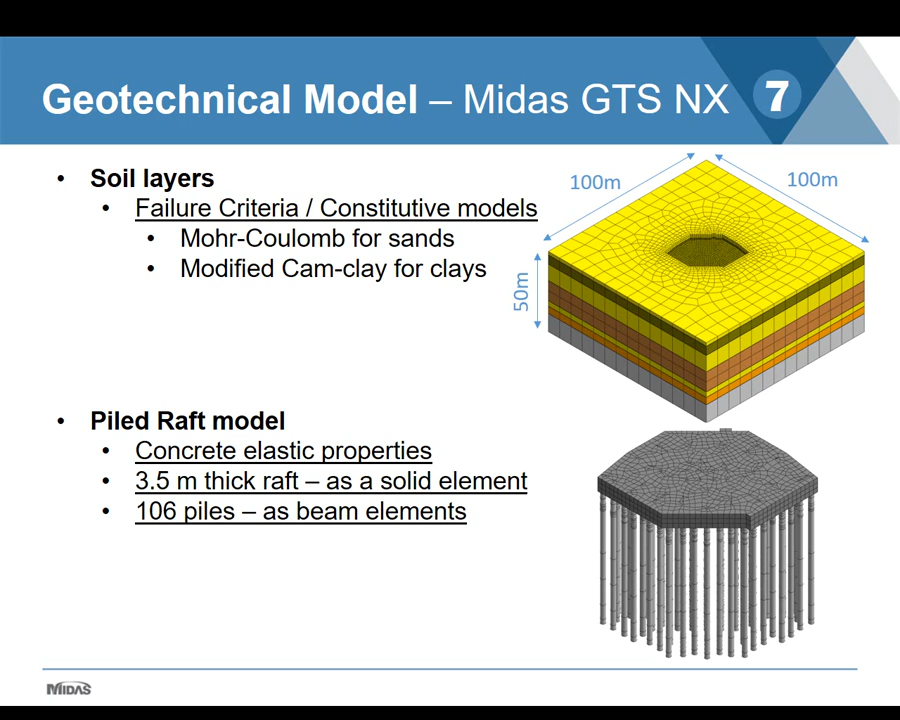 Geotechnical Model – Midas GTS NX 7
• Soil layers
• Failure Criteria / Constitutive models
• Mohr-Coulomb for sands
• Modified Cam-clay for clays
100m
100m
50m
• Piled Raft model
• Concrete elastic properties
• 3.5 m thick raft – as a solid element
• 106 piles – as beam elements
MIDAS